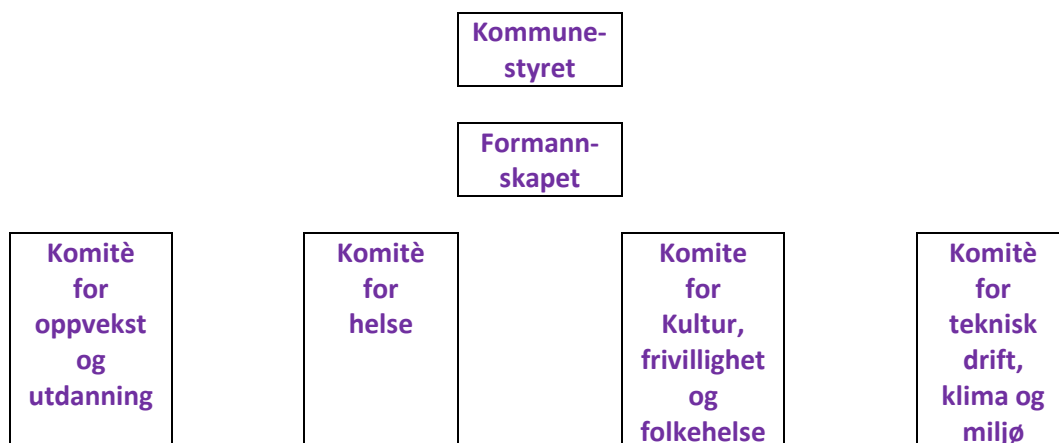 Kommune-
styret
Formann-
skapet
Komitè
for
oppvekst
og
utdanning
Komitè
for
helse
Komite
for
Kultur,
frivillighet
og
folkehelse
Komitè
for
teknisk
drift,
klima og
miljø